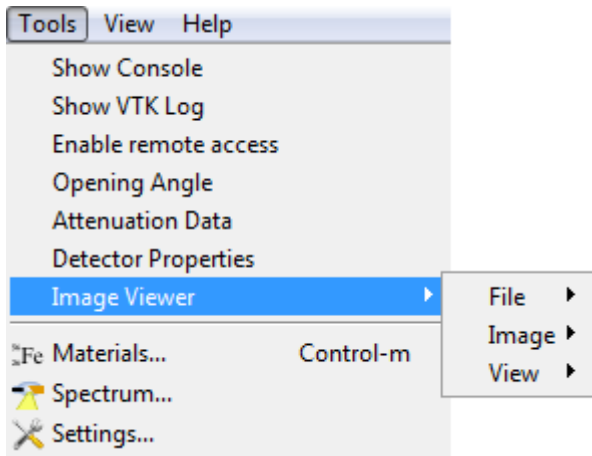 Tools View Help
Show Console
Show VTK Log
Enable remote access
Opening Angle
Attenuation Data
Detector Properties
Image Viewer
File
Image
View
Fe Materials... Control-m
Spectrum...
Settings...